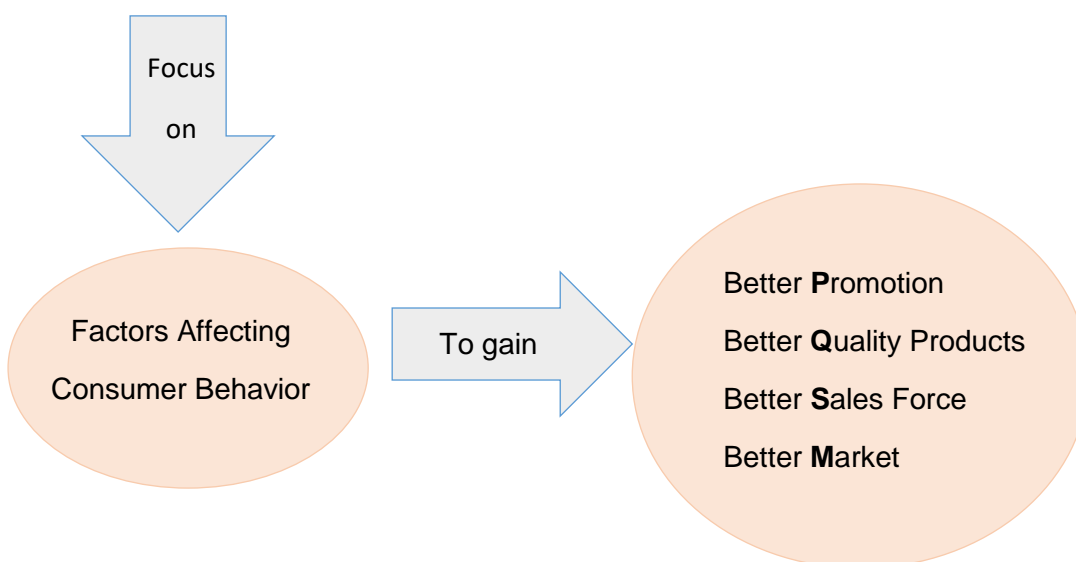 Focus
on
Factors Affecting
Consumer Behavior
To gain
Better Promotion
Better Quality Products
Better Sales Force
Better Market